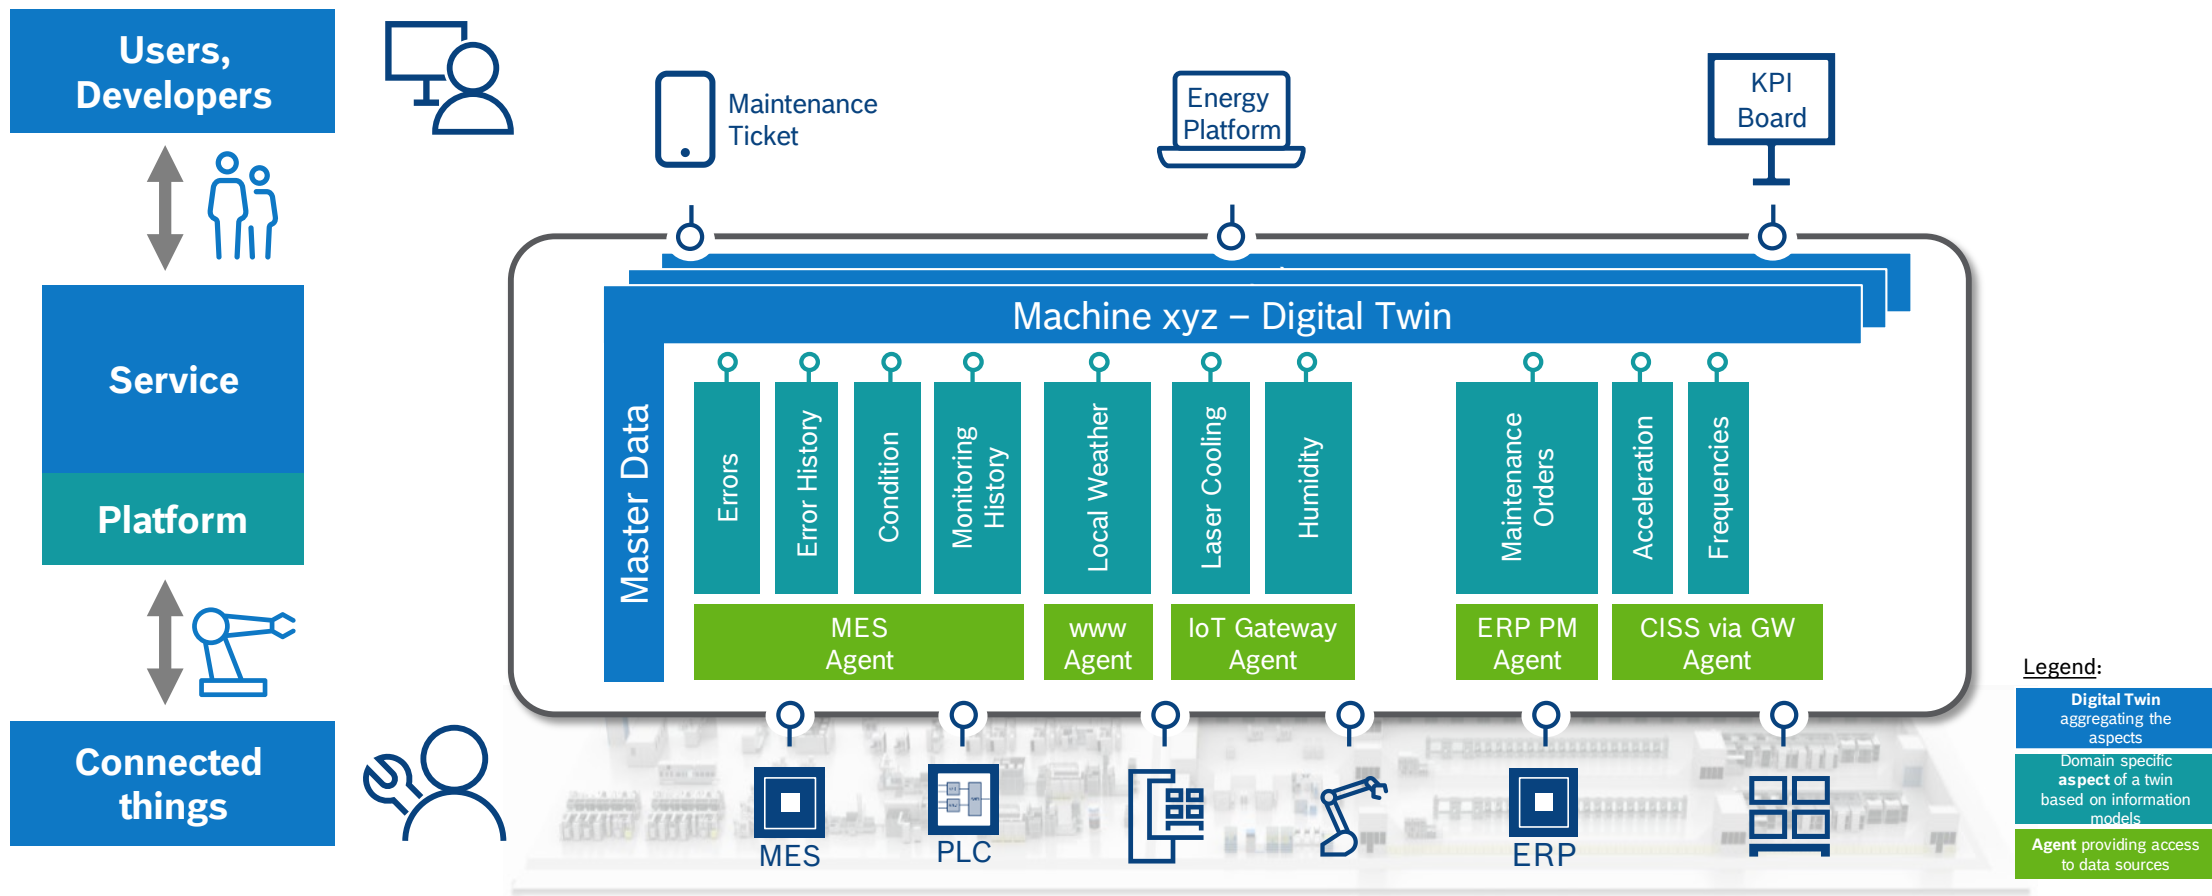 Users,
Developers
Service
Platform
Connected
things
Maintenance
Ticket
Energy
Platform
KPI
Board
Machine xyz – Digital Twin
Master Data
Errors
Error History
Condition
Monitoring
History
Local Weather
Laser Cooling
Humidity
Maintenance
Orders
Acceleration
Frequencies
MES
Agent
www
Agent
IoT Gateway
Agent
ERP PM
Agent
CISS via GW
Agent
MES
PLC
ERP
Legend:
Digital Twin
aggregating the
aspects
Domain specific
aspect of a twin
based on information
models
Agent providing access
to data sources